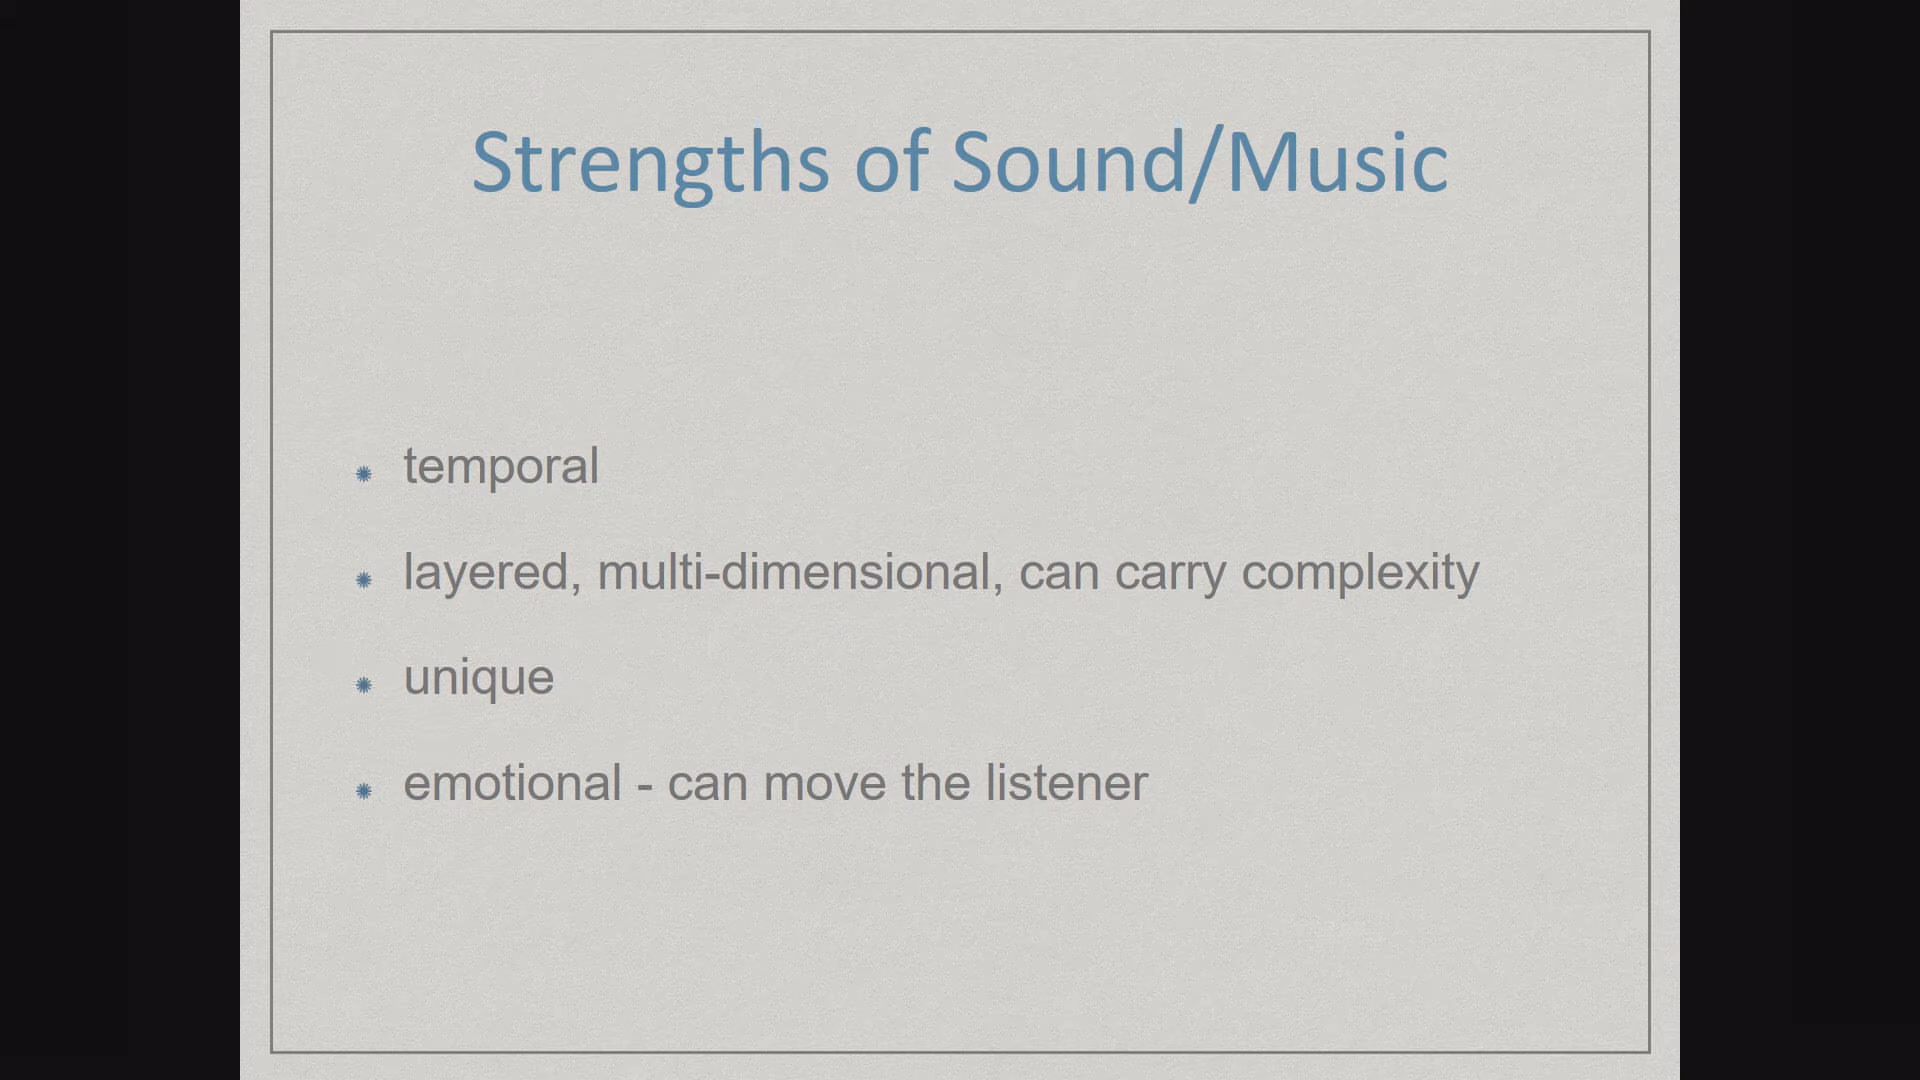 Strengths of Sound/Music
temporal
layered, multi-dimensional, can carry complexity
unique
emotional - can move the listener